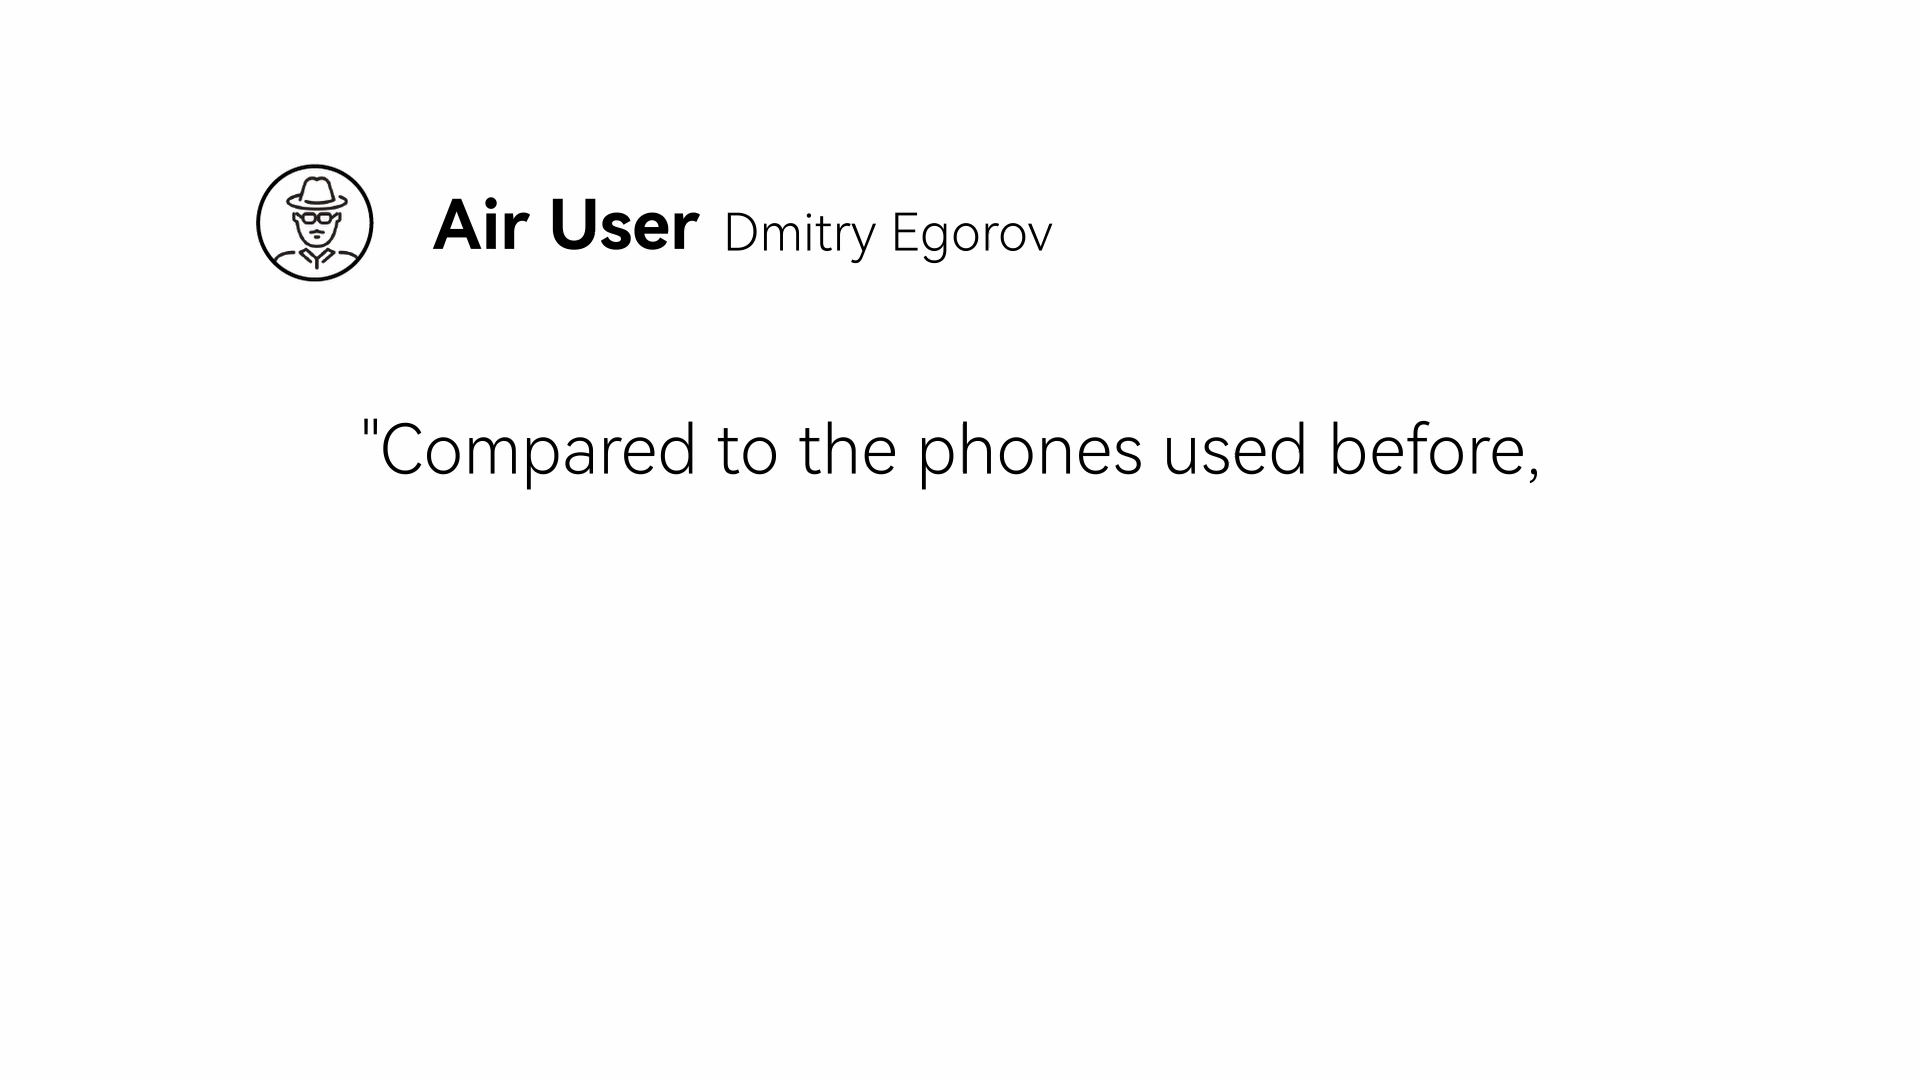 Air User Dmitry Egorov
"Compared to the phones used before,